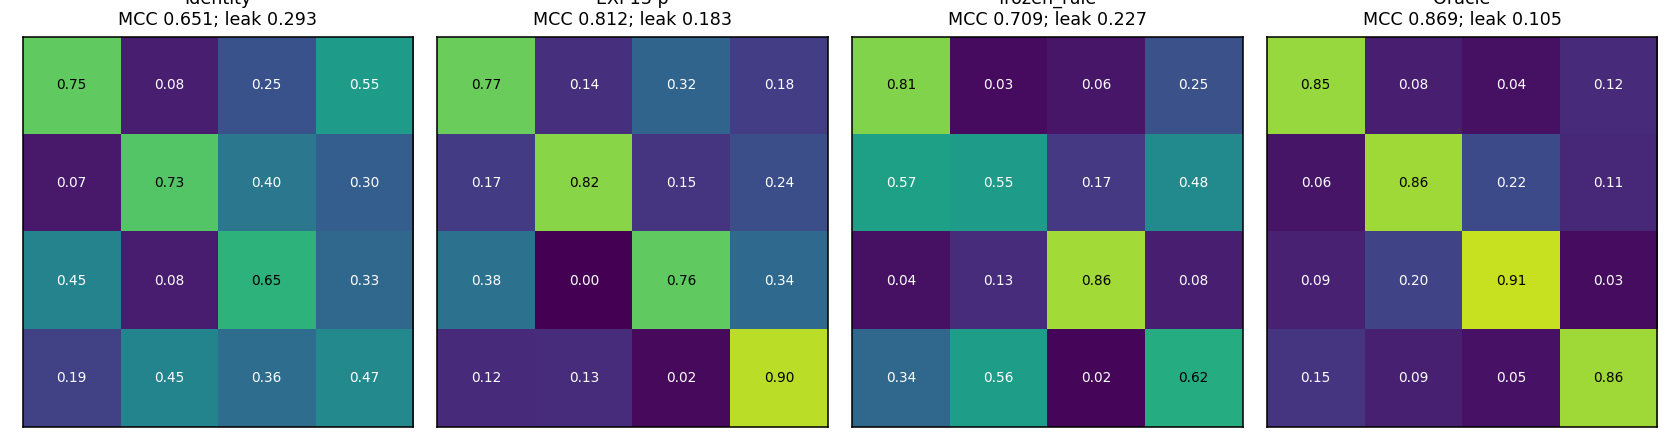 Identity
MCC 0.651; leak 0.293
0.75 0.08 0.25 0.55
0.07 0.73 0.40 0.30
0.45 0.08 0.65 0.33
0.19 0.45 0.36 0.47
MCC 0.812; leak 0.183
0.77 0.14 0.32 0.18
0.17 0.82 0.15 0.24
0.38 0.00 0.76 0.34
0.12 0.13 0.02 0.90
frozen_rule
MCC 0.709; leak 0.227
0.81 0.03 0.06 0.25
0.57 0.55 0.17 0.48
0.04 0.13 0.86 0.08
0.34 0.56 0.02 0.62
Oracle
MCC 0.869; leak 0.105
0.85 0.08 0.04 0.12
0.06 0.86 0.22 0.11
0.09 0.20 0.91 0.03
0.15 0.09 0.05 0.86